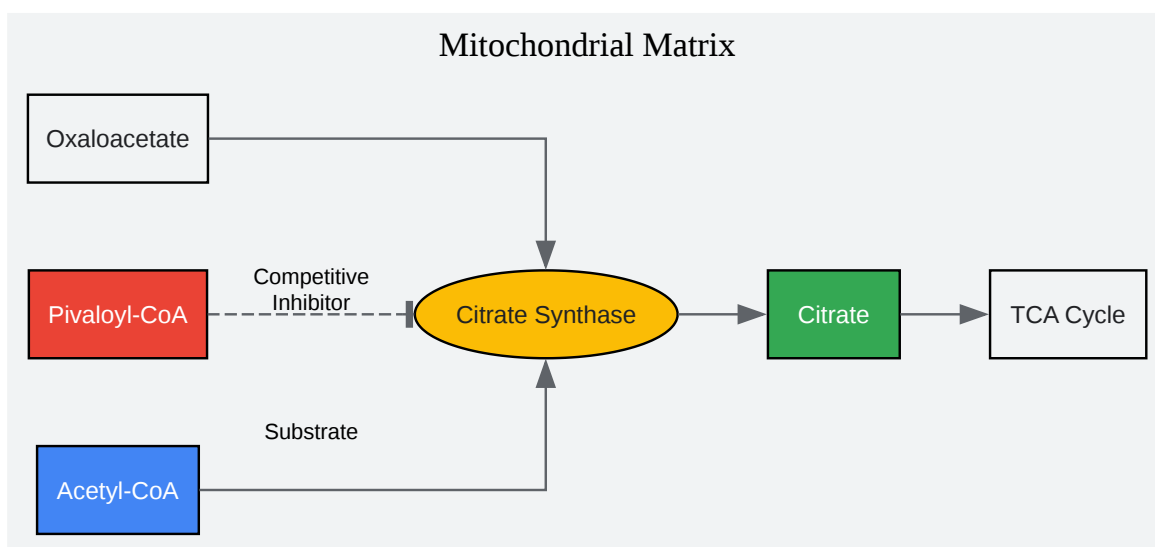 Mitochondrial Matrix
Oxaloacetate
Competitive
Inhibitor
Pivaloyl-CoA
Citrate Synthase
Citrate
TCA Cycle
Substrate
Acetyl-CoA